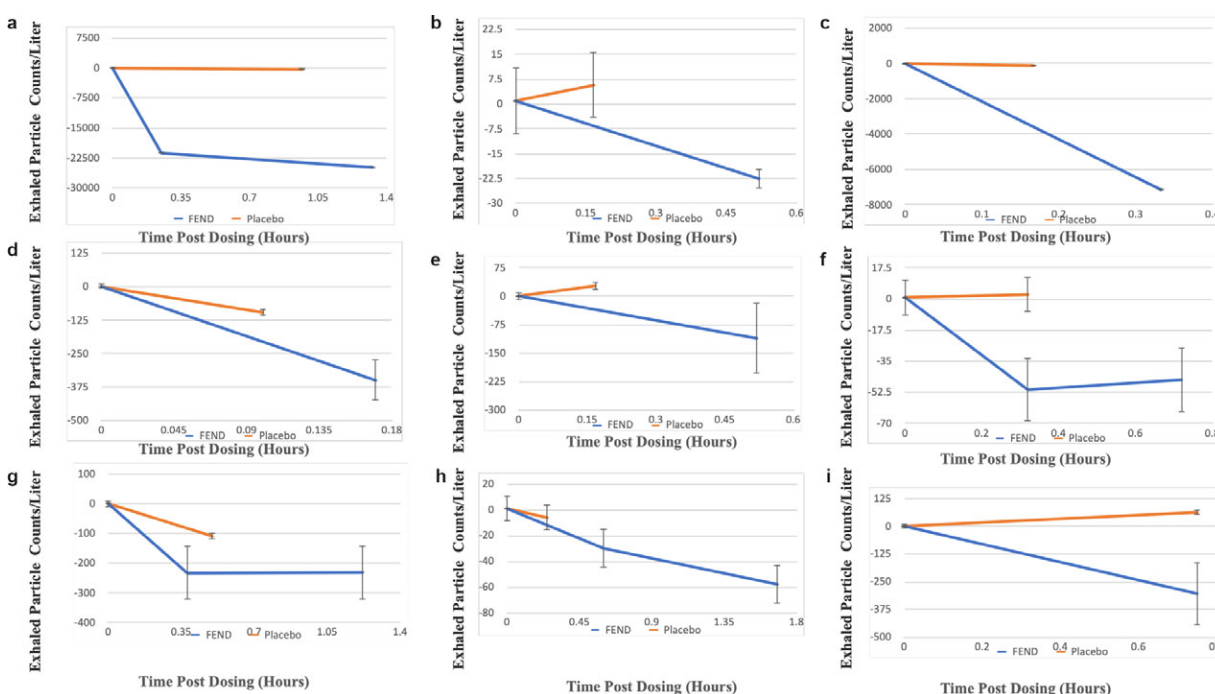 a
Exhaled Particle Counts/Liter
7500
0
-7500
-15000
-22500
-30000
0 0.35 0.7 1.05 1.4
FEND Placebo
Time Post Dosing (Hours)
b
Exhaled Particle Counts/Liter
22.5
15
7.5
0
-7.5
-15
-22.5
-30
0 0.15 0.3 0.45 0.6
FEND Placebo
Time Post Dosing (Hours)
c
Exhaled Particle Counts/Liter
2000
0
-2000
-4000
-6000
-8000
0 0.1 0.2 0.3 0.4
FEND Placebo
Time Post Dosing (Hours)
d
Exhaled Particle Counts/Liter
125
0
-125
-250
-375
-500
0 0.045 0.09 0.135 0.18
FEND Placebo
Time Post Dosing (Hours)
e
Exhaled Particle Counts/Liter
75
0
-75
-150
-225
-300
0 0.15 0.3 0.45 0.6
FEND Placebo
Time Post Dosing (Hours)
f
Exhaled Particle Counts/Liter
17.5
0
-17.5
-35
-52.5
-70
0 0.2 0.4 0.6 0.8
FEND Placebo
Time Post Dosing (Hours)
g
Exhaled Particle Counts/Liter
100
0
-100
-200
-300
-400
0 0.35 0.7 1.05 1.4
FEND Placebo
Time Post Dosing (Hours)
h
Exhaled Particle Counts/Liter
20
0
-20
-40
-60
-80
0 0.45 0.9 1.35 1.8
FEND Placebo
Time Post Dosing (Hours)
i
Exhaled Particle Counts/Liter
125
0
-125
-250
-375
-500
0 0.2 0.4 0.6
FEND Placebo
Time Post Dosing (Hours)